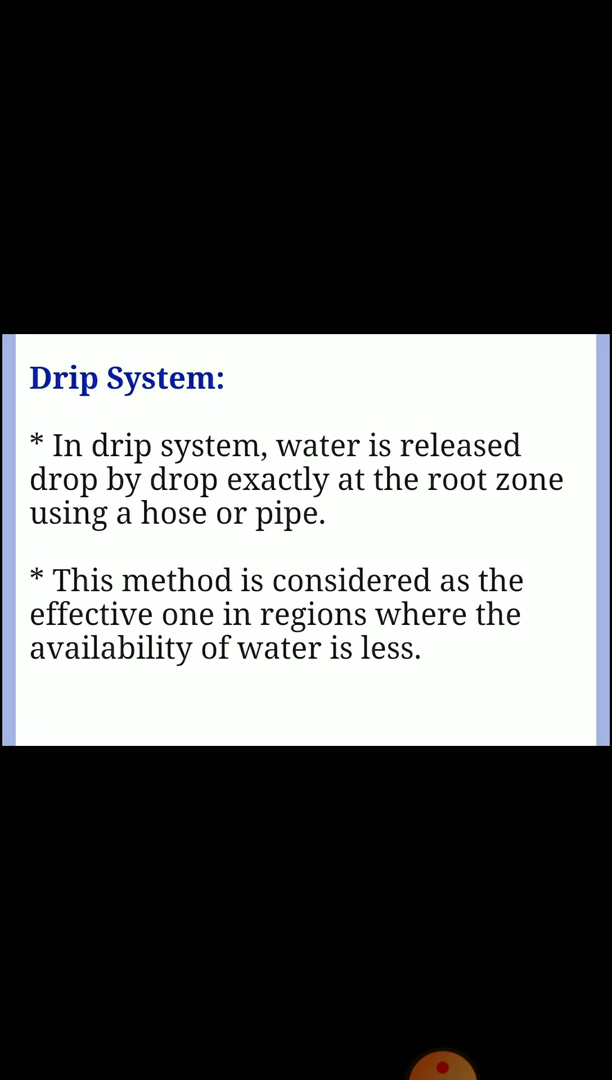 Drip System:
* In drip system, water is released
drop by drop exactly at the root zone
using a hose or pipe.
* This method is considered as the
effective one in regions where the
availability of water is less.